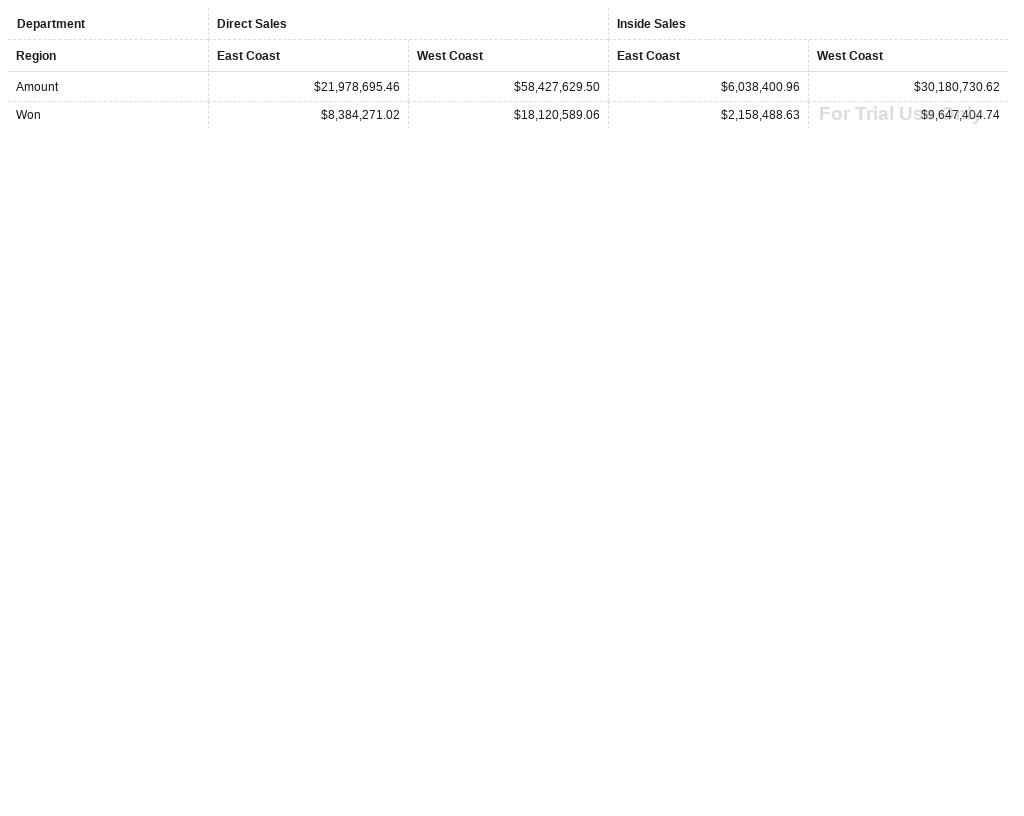 Department Direct Sales Inside Sales
Region East Coast West Coast East Coast West Coast
Amount $21,978,695.46 $58,427,629.50 $6,038,400.96 $30,180,730.62
Won $8,384,271.02 $18,120,589.06 $2,158,488.63 $9,647,404.74
For Trial Use Only